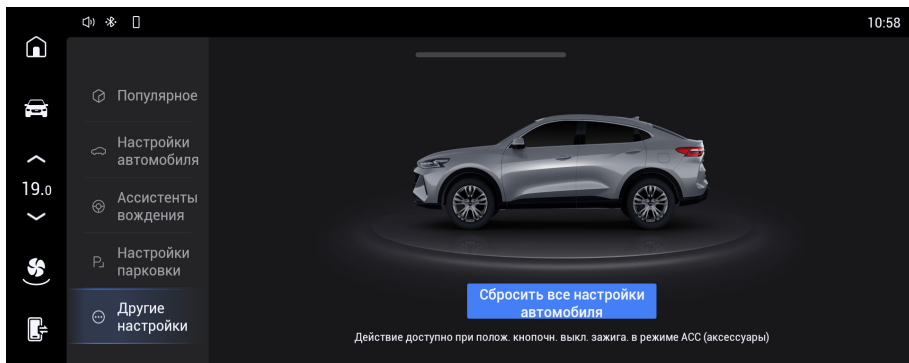 10:58
Популярное
Настройки
автомобиля
19.0
Ассистенты
вождения
Настройки
парковки
Другие
настройки
Сбросить все настройки
автомобиля
Действие доступно при полож. кнопочн. выкл. зажига. в режиме ACC (аксессуары)